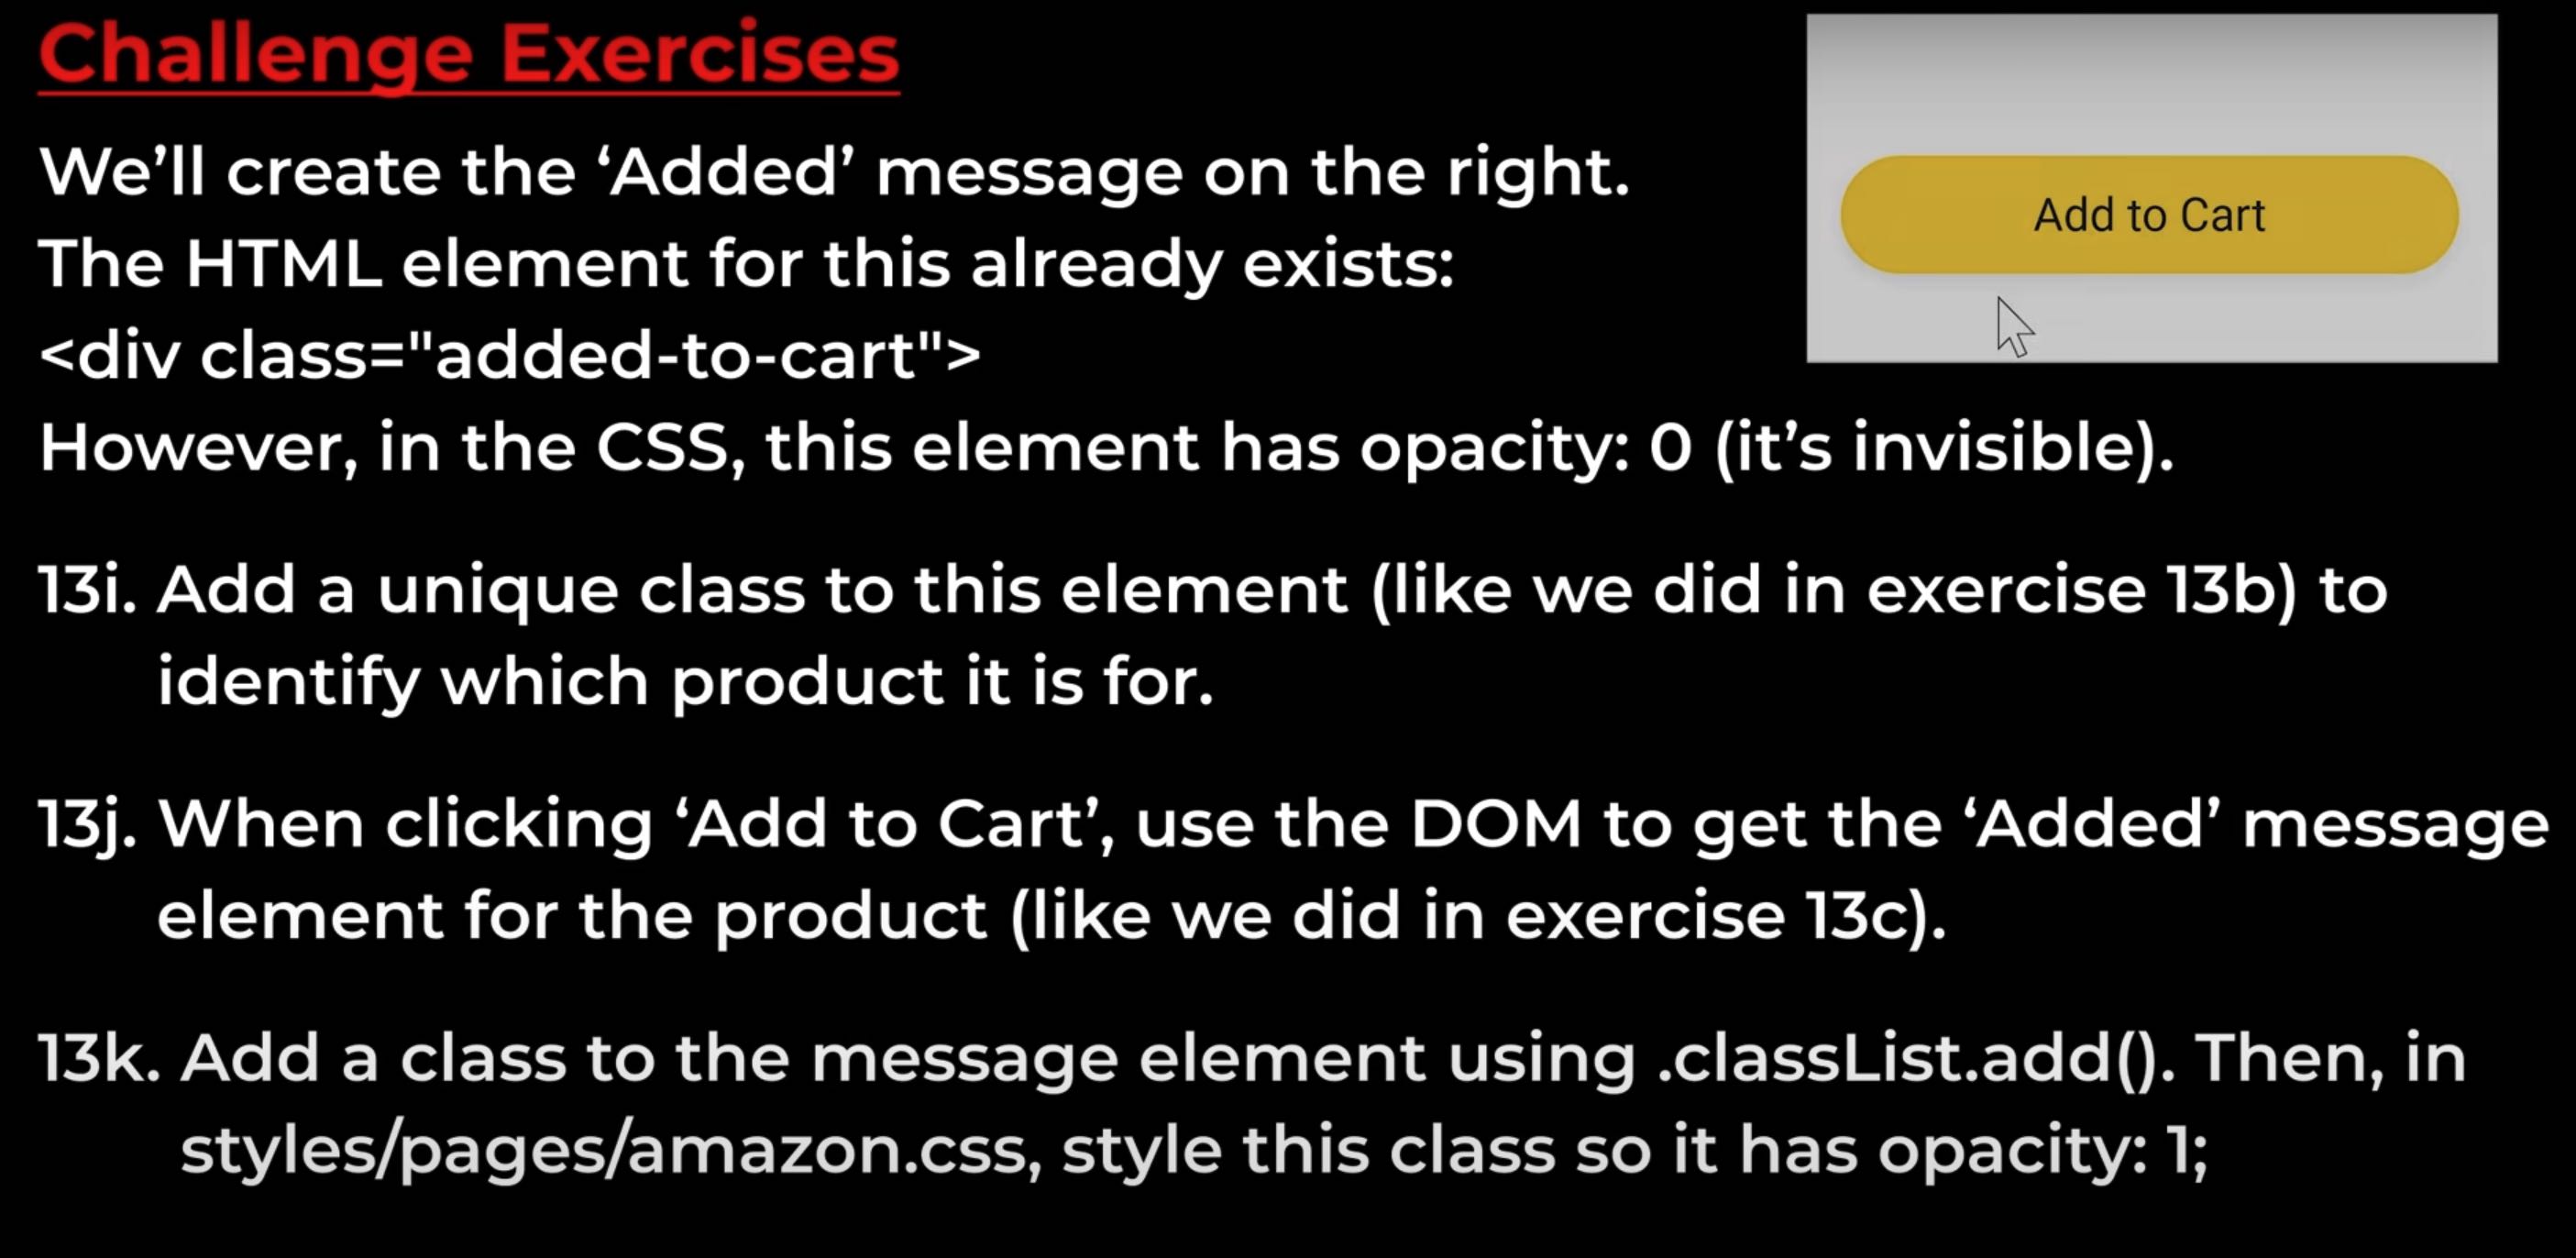 Challenge Exercises
We’ll create the ‘Added’ message on the right.
Add to Cart
The HTML element for this already exists:
<div class="added-to-cart">
However, in the CSS, this element has opacity: 0 (it’s invisible).
13i. Add a unique class to this element (like we did in exercise 13b) to
identify which product it is for.
13j. When clicking ‘Add to Cart’, use the DOM to get the ‘Added’ message
element for the product (like we did in exercise 13c).
13k. Add a class to the message element using .classList.add(). Then, in
styles/pages/amazon.css, style this class so it has opacity: 1;